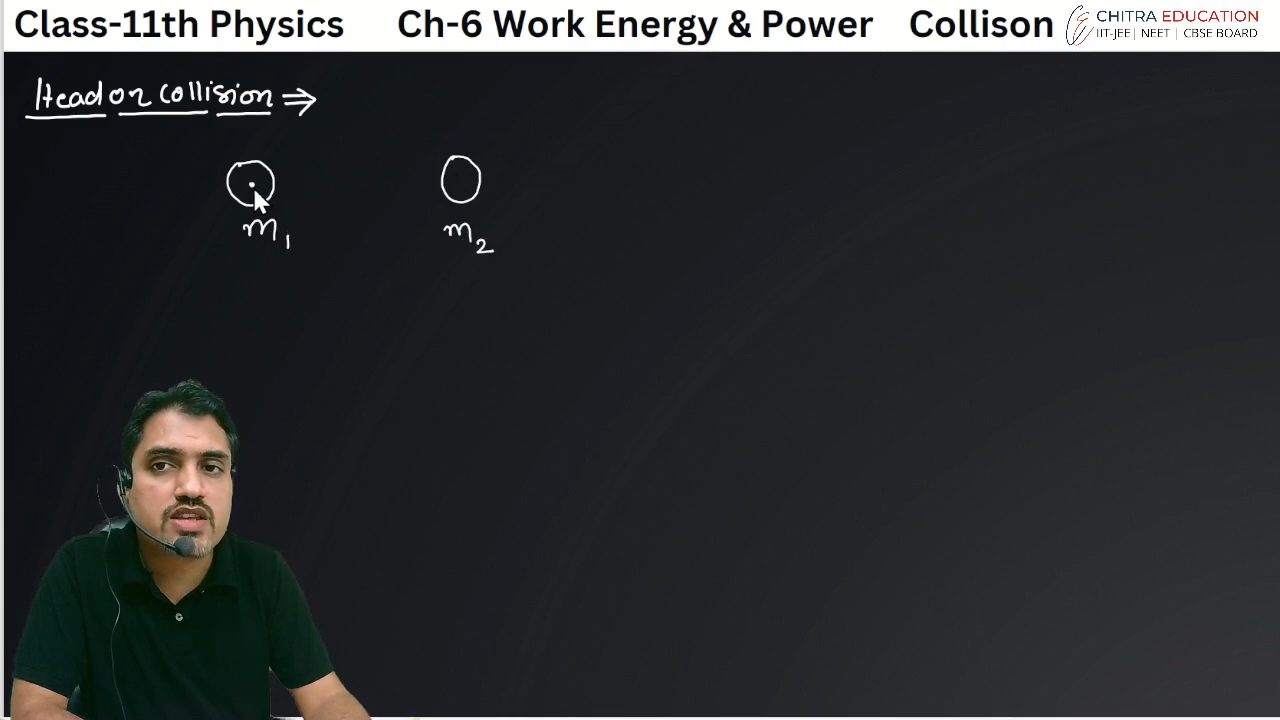 Class-11th Physics Ch-6 Work Energy & Power Collison
CHITRA EDUCATION
IIT-JEE | NEET | CBSE BOARD
Head on collision ⇒
m₁ m₂